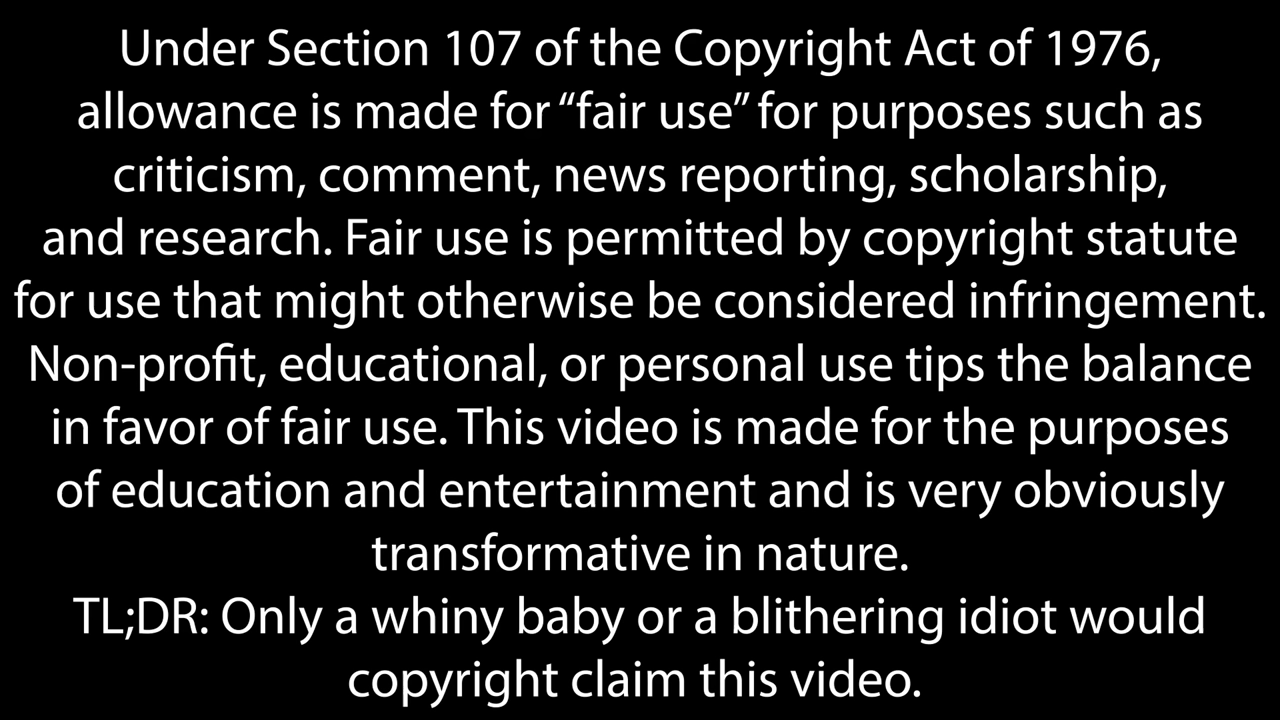 Under Section 107 of the Copyright Act of 1976,
allowance is made for “fair use” for purposes such as
criticism, comment, news reporting, scholarship,
and research. Fair use is permitted by copyright statute
for use that might otherwise be considered infringement.
Non-profit, educational, or personal use tips the balance
in favor of fair use. This video is made for the purposes
of education and entertainment and is very obviously
transformative in nature.
TL;DR: Only a whiny baby or a blithering idiot would
copyright claim this video.